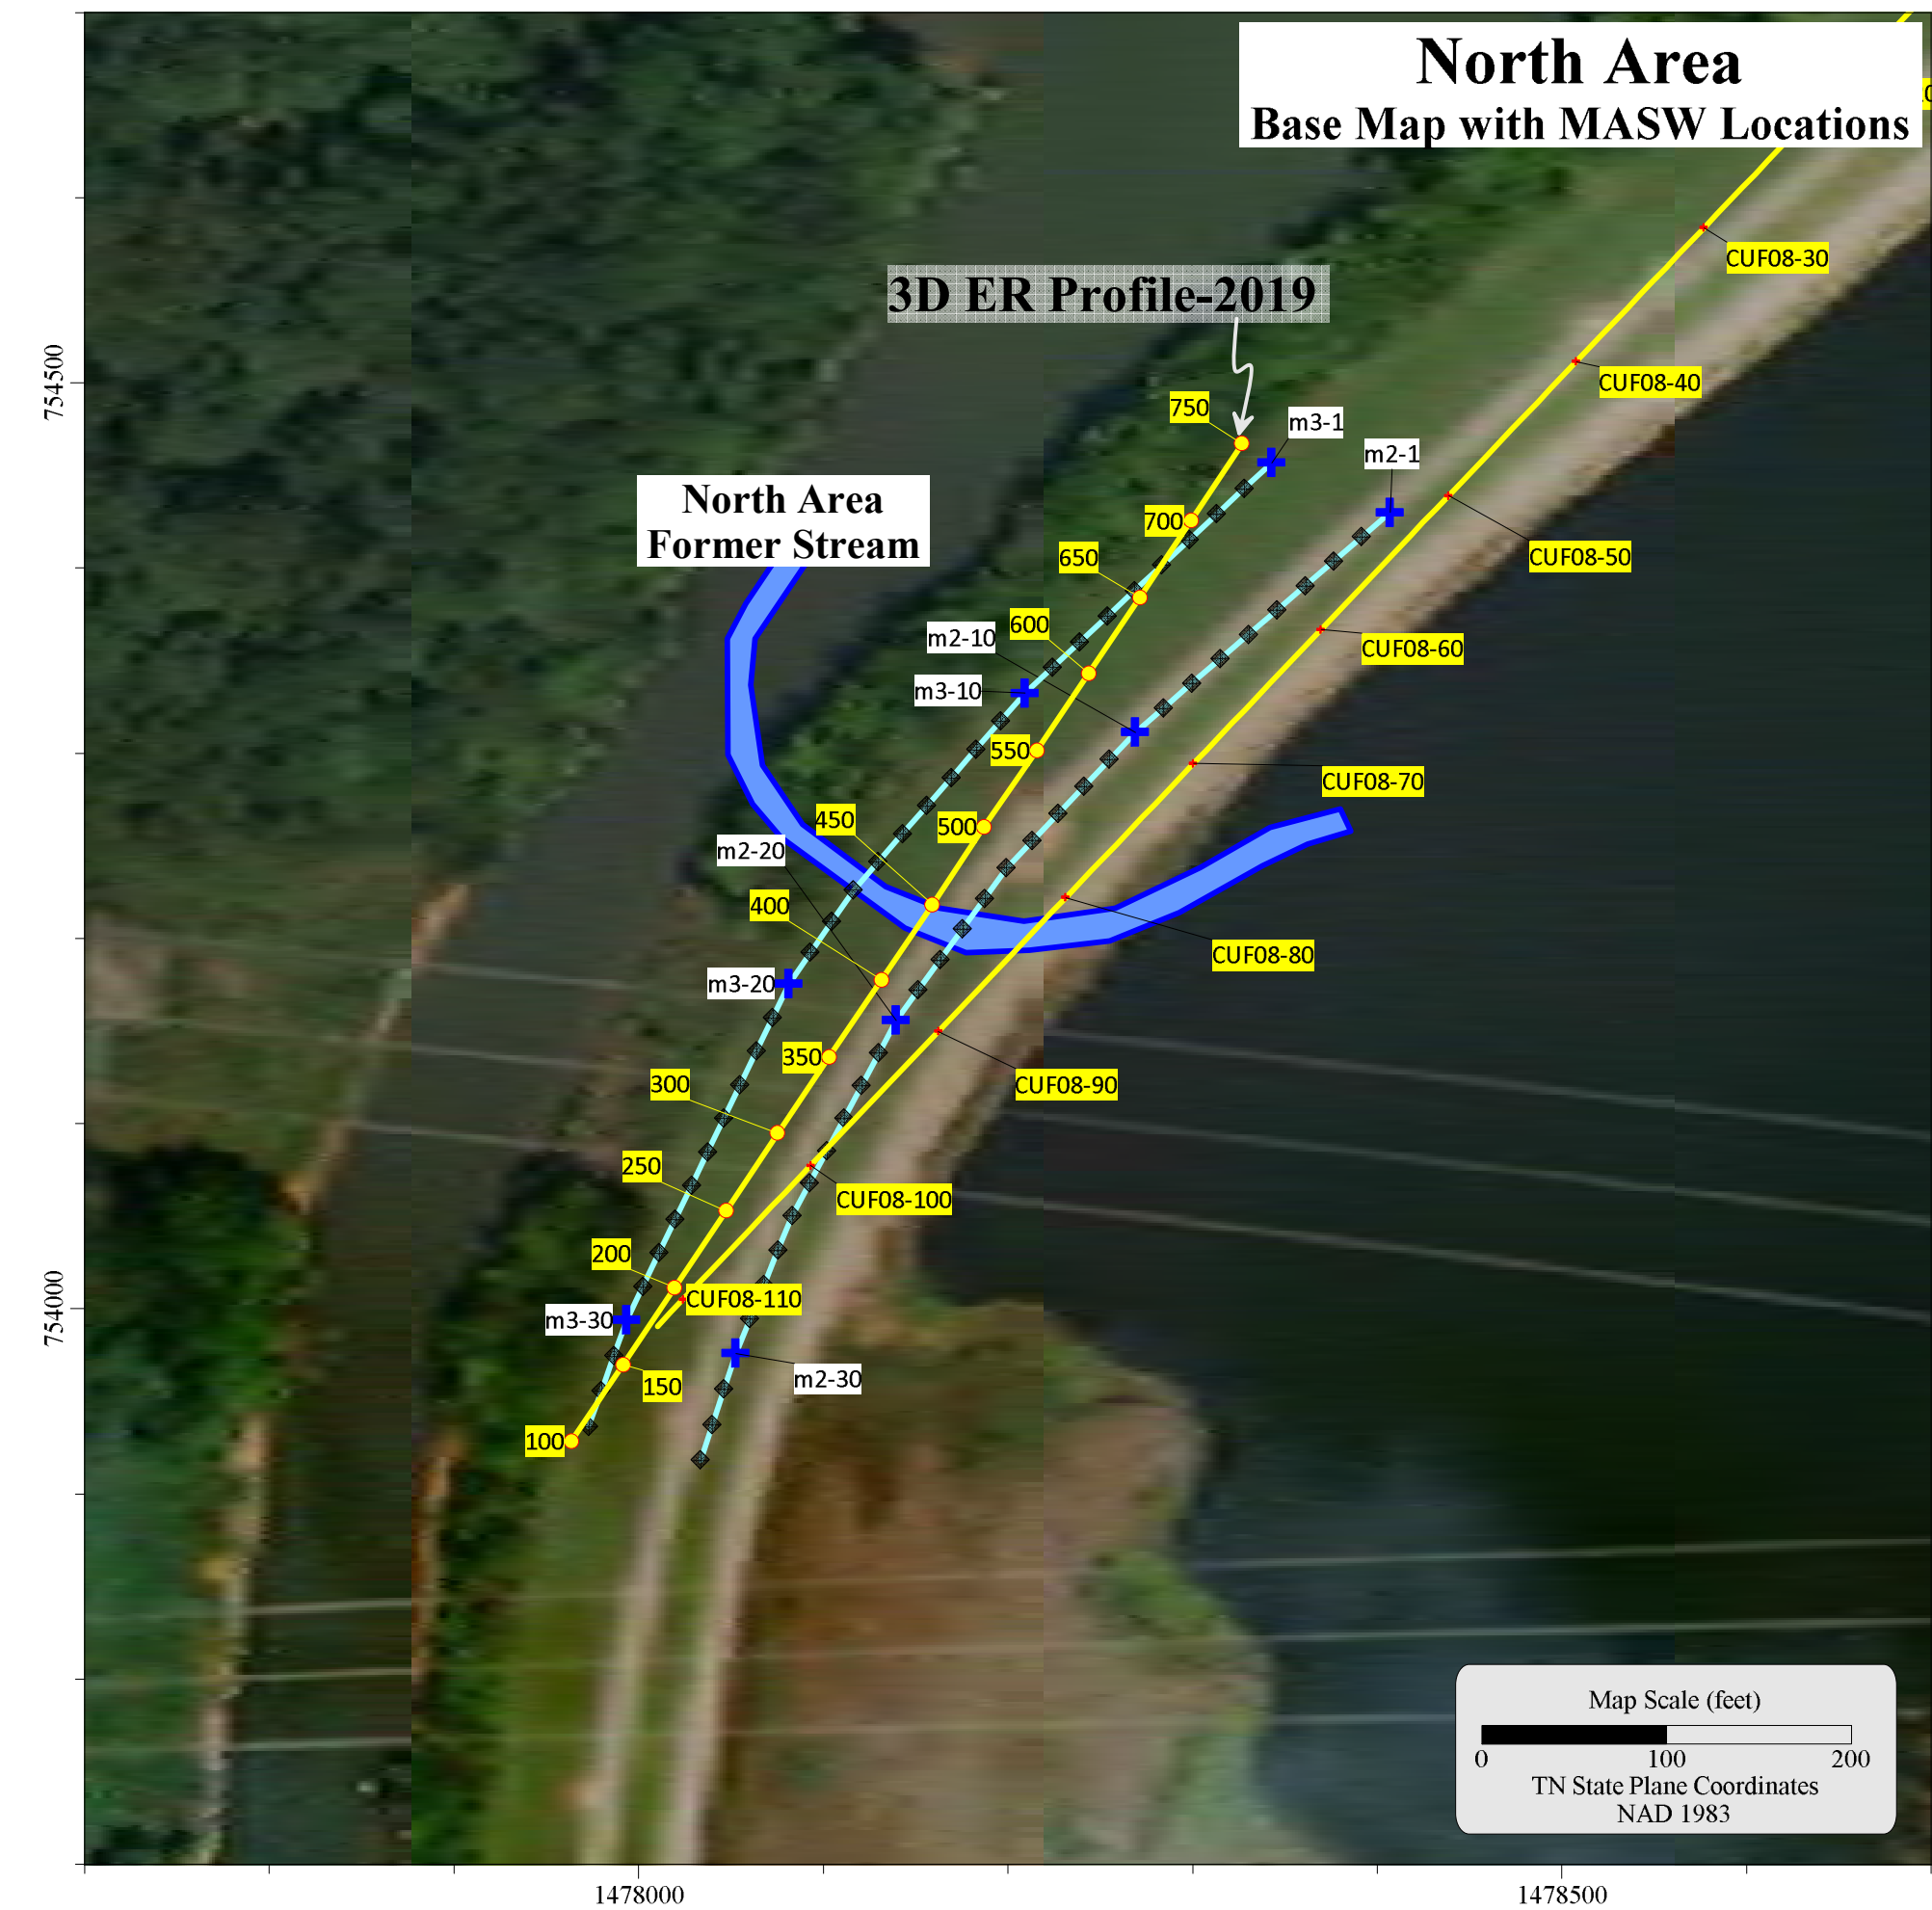 North Area
Base Map with MASW Locations
CUF08-30
3D ER Profile-2019
754500
CUF08-40
750
m3-1
m2-1
North Area
Former Stream
700
650
CUF08-50
600
m2-10
CUF08-60
m3-10
550
CUF08-70
450
500
m2-20
400
CUF08-80
m3-20
350
300
CUF08-90
250
CUF08-100
200
CUF08-110
754000
m3-30
150
m2-30
100
Map Scale (feet)
0 100 200
TN State Plane Coordinates
NAD 1983
1478000
1478500